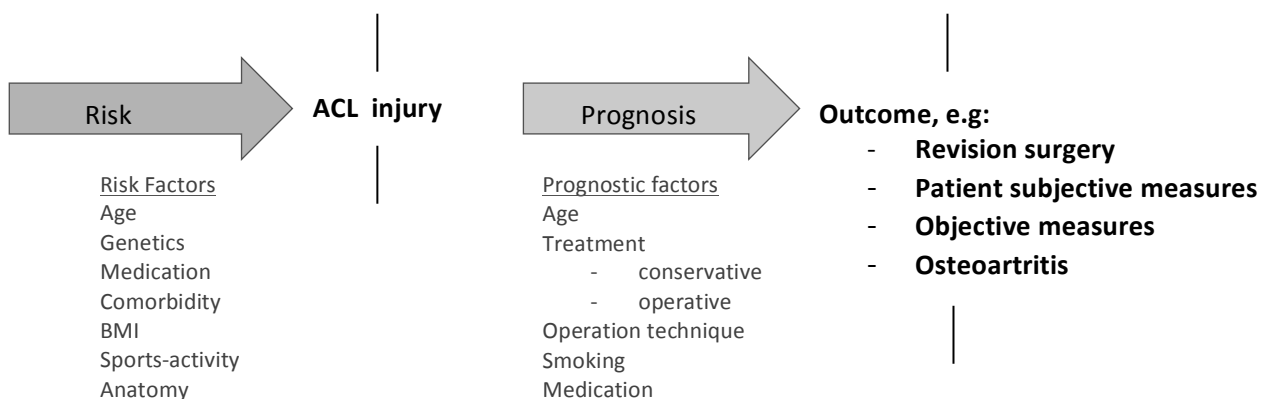 Risk
ACL injury
Risk Factors
Age
Genetics
Medication
Comorbidity
BMI
Sports-activity
Anatomy
Prognosis
Prognostic factors
Age
Treatment
- conservative
- operative
Operation technique
Smoking
Medication
Outcome, e.g:
- Revision surgery
- Patient subjective measures
- Objective measures
- Osteoartritis